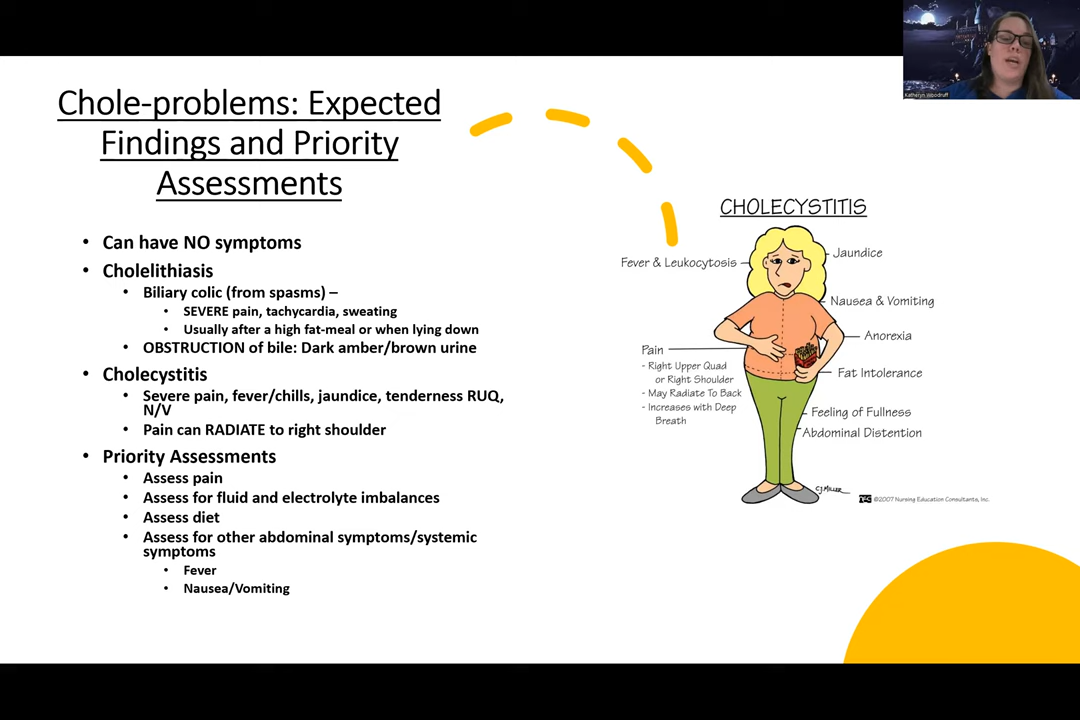 Chole-problems: Expected
Findings and Priority
Assessments
• Can have NO symptoms
• Cholelithiasis
• Biliary colic (from spasms) –
• SEVERE pain, tachycardia, sweating
• Usually after a high fat-meal or when lying down
• OBSTRUCTION of bile: Dark amber/brown urine
• Cholecystitis
• Severe pain, fever/chills, jaundice, tenderness RUQ,
N/V
• Pain can RADIATE to right shoulder
• Priority Assessments
• Assess pain
• Assess for fluid and electrolyte imbalances
• Assess diet
• Assess for other abdominal symptoms/systemic
symptoms
• Fever
• Nausea/Vomiting
CHOLECYSTITIS
Fever & Leukocytosis
Jaundice
Nausea & Vomiting
Anorexia
Pain
- Right Upper Quad
or Right Shoulder
- May Radiate To Back
- Increases with Deep
Breath
Fat Intolerance
Feeling of Fullness
Abdominal Distention
C.J. MILLER
NEC ©2007 Nursing Education Consultants, Inc.
Katheryn Woodruff